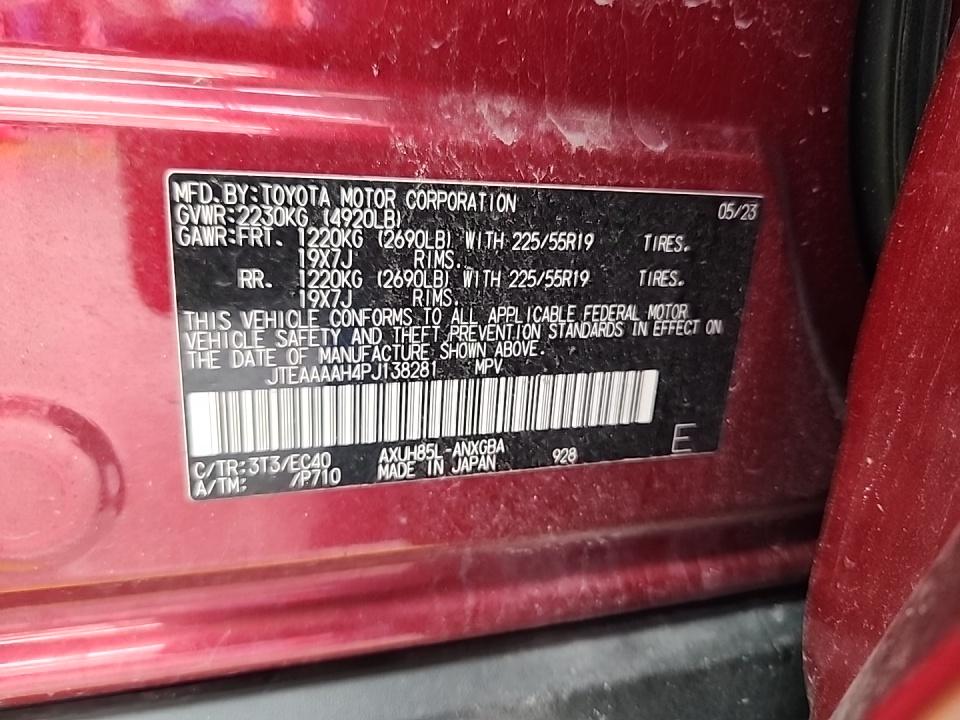 MFD. BY: TOYOTA MOTOR CORPORATION 05/23
GVWR: 2230KG (4920LB)
GAWR: FRT. 1220KG (2690LB) WITH 225/55R19 TIRES.
19X7J RIMS.
RR. 1220KG (2690LB) WITH 225/55R19 TIRES.
19X7J RIMS.
THIS VEHICLE CONFORMS TO ALL APPLICABLE FEDERAL MOTOR
VEHICLE SAFETY AND THEFT PREVENTION STANDARDS IN EFFECT ON
THE DATE OF MANUFACTURE SHOWN ABOVE.
JTEAAAAH4PJ138281 MPV
E
C/TR: 3T3/EC40 AXUH85L-ANXGBA 928
A/TM: /P710 MADE IN JAPAN